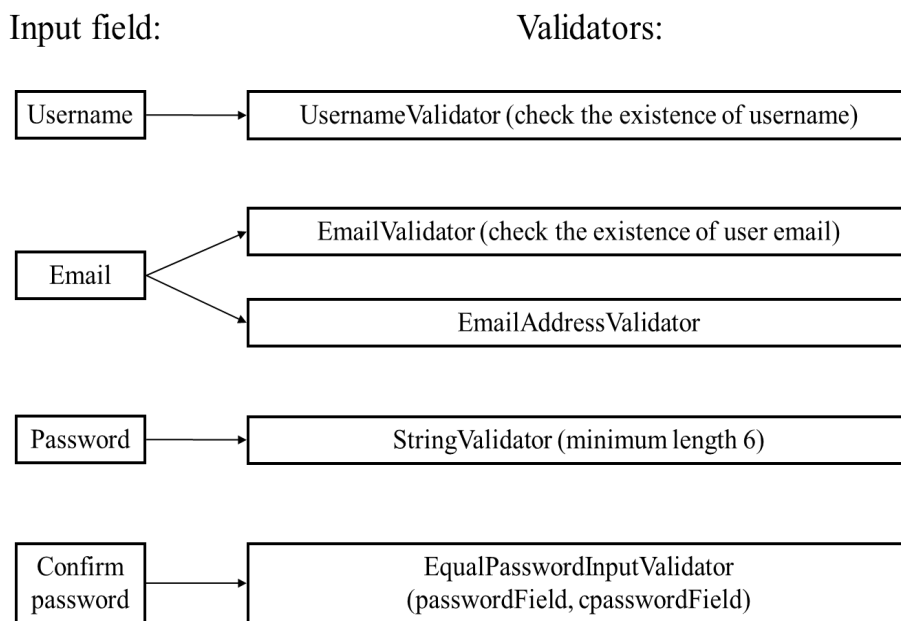 Input field:
Validators:
Username
UsernameValidator (check the existence of username)
EmailValidator (check the existence of user email)
Email
EmailAddressValidator
Password
StringValidator (minimum length 6)
Confirm
password
EqualPasswordInputValidator
(passwordField, cpasswordField)